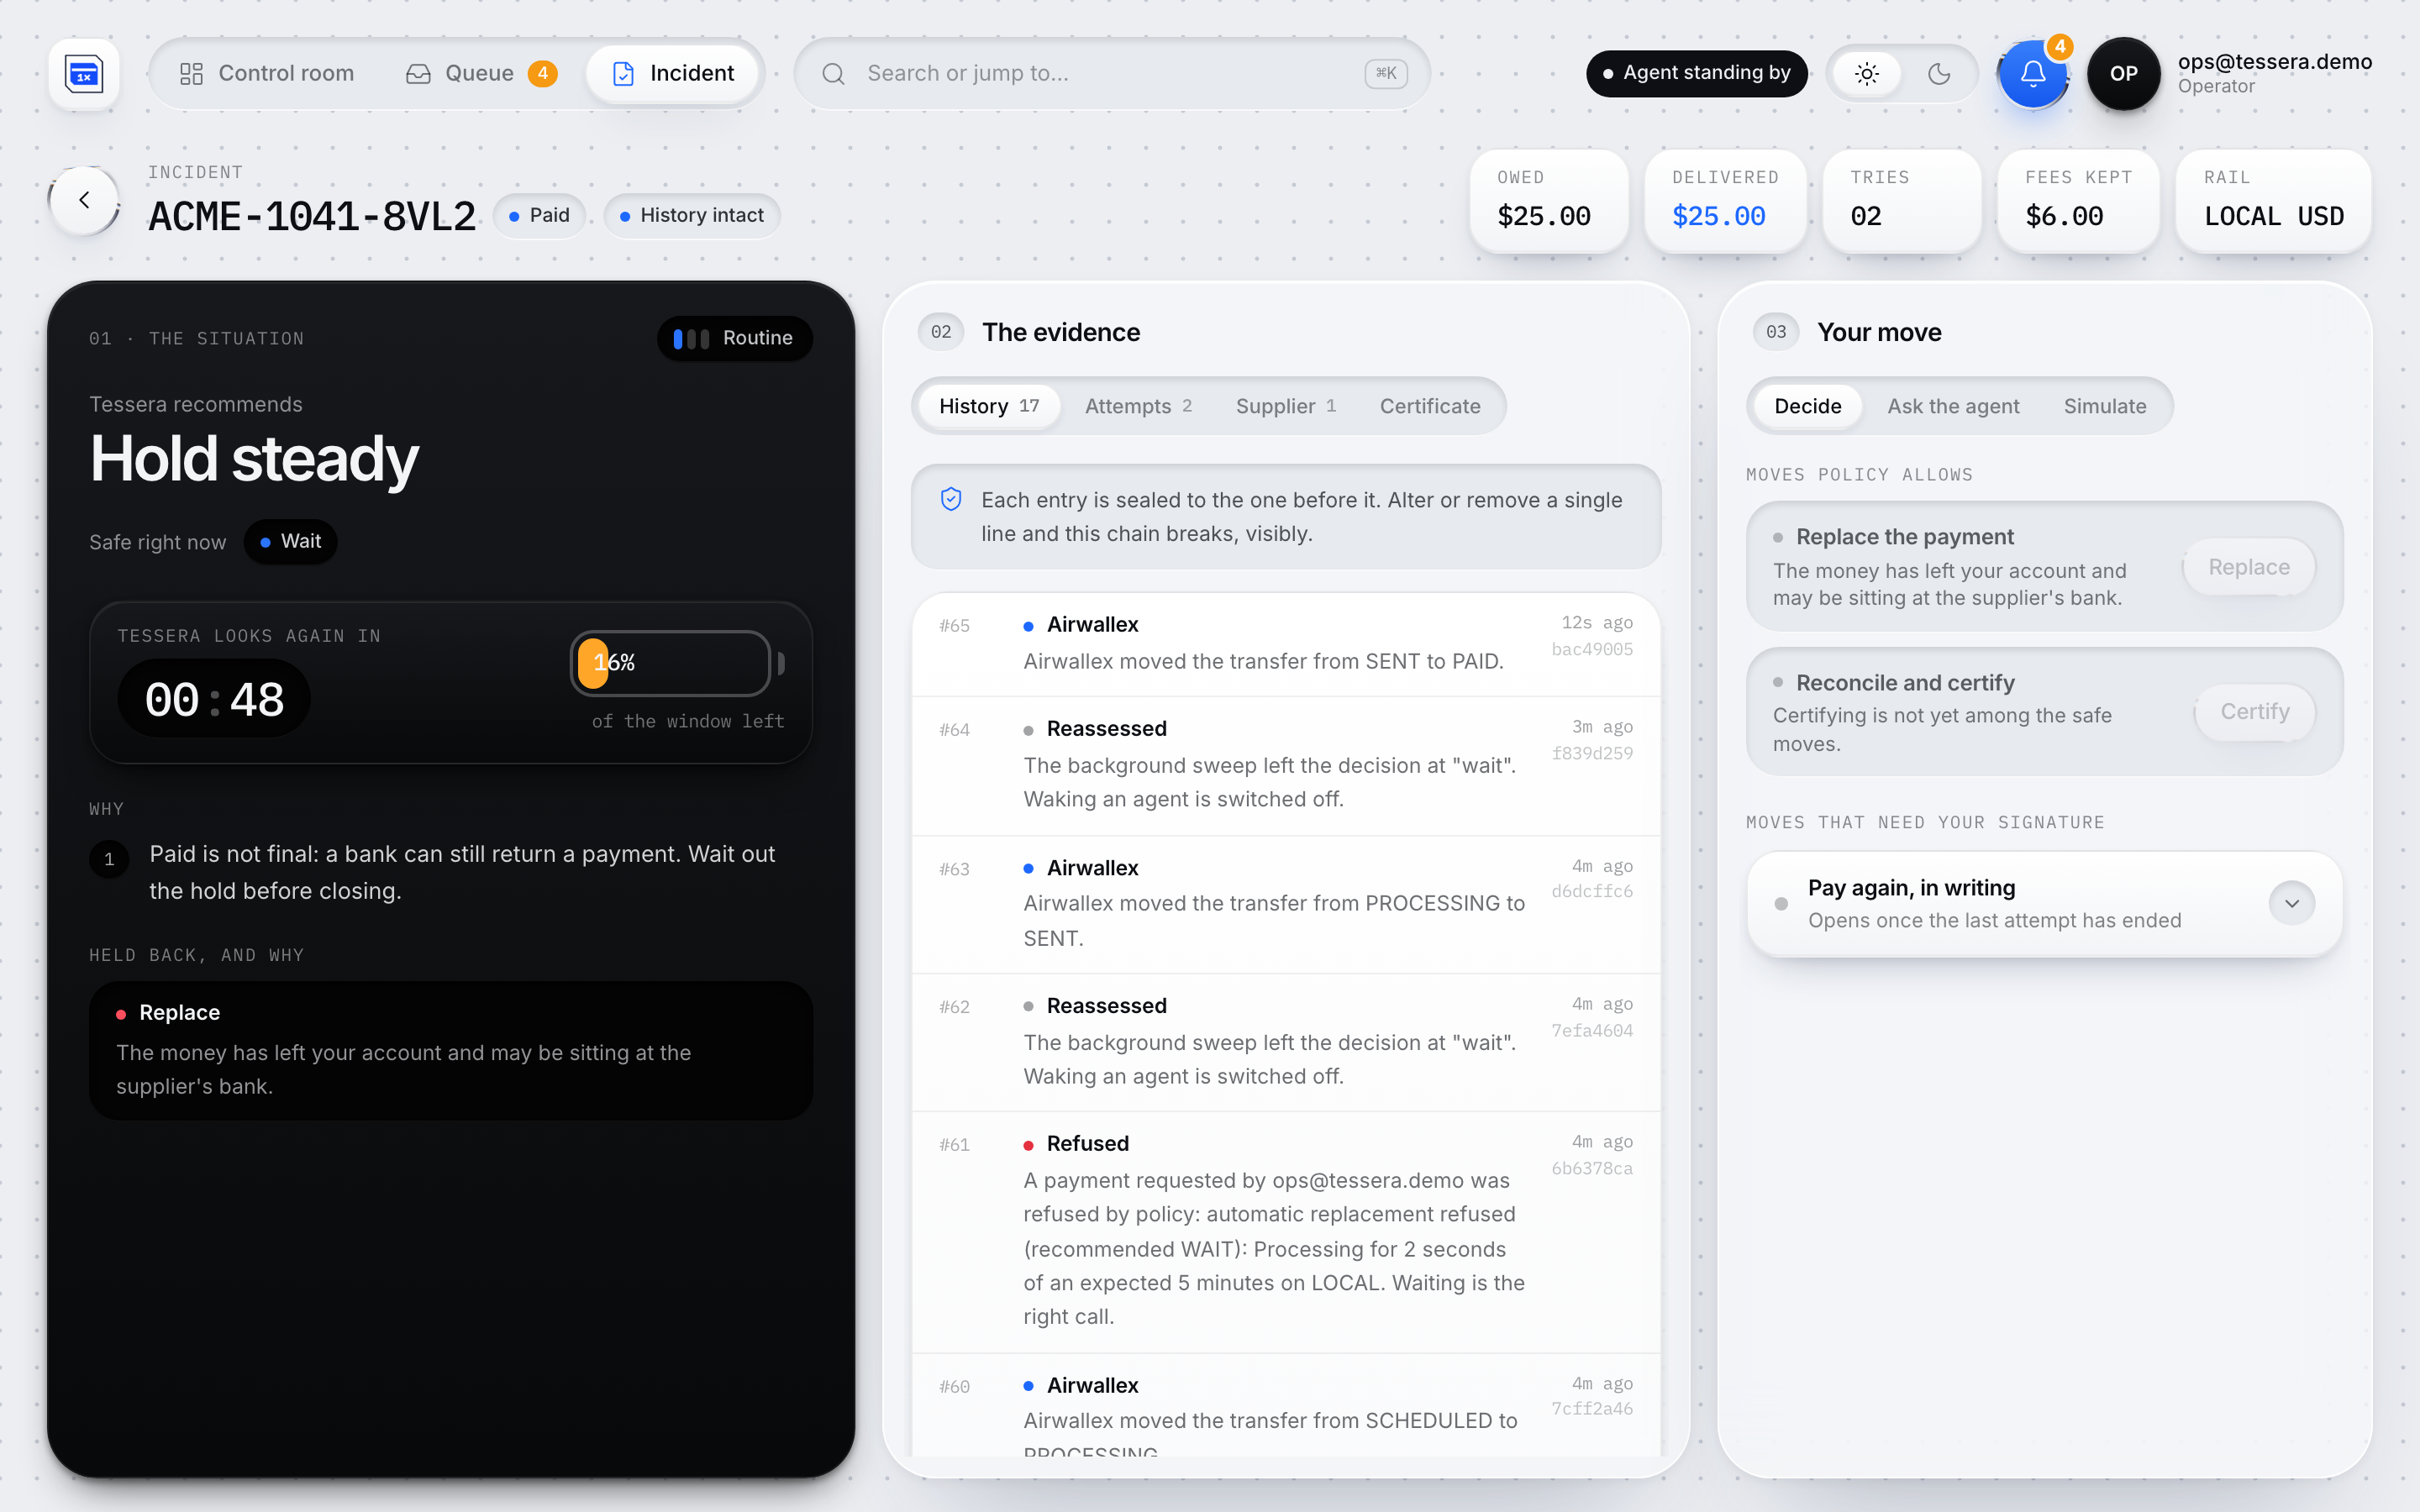 1×
Control room
Queue 4
Incident
Search or jump to...
⌘K
Agent standing by
4
OP
ops@tessera.demo
Operator
INCIDENT
ACME-1041-8VL2
Paid
History intact
OWED
$25.00
DELIVERED
$25.00
TRIES
02
FEES KEPT
$6.00
RAIL
LOCAL USD
01 · THE SITUATION
Routine
Tessera recommends
Hold steady
Safe right now
Wait
TESSERA LOOKS AGAIN IN
00:48
16%
of the window left
WHY
1
Paid is not final: a bank can still return a payment. Wait out
the hold before closing.
HELD BACK, AND WHY
Replace
The money has left your account and may be sitting at the
supplier's bank.
02 The evidence
History 17
Attempts 2
Supplier 1
Certificate
Each entry is sealed to the one before it. Alter or remove a single
line and this chain breaks, visibly.
#65 Airwallex 12s ago
Airwallex moved the transfer from SENT to PAID. bac49005
#64 Reassessed 3m ago
The background sweep left the decision at "wait". f839d259
Waking an agent is switched off.
#63 Airwallex 4m ago
Airwallex moved the transfer from PROCESSING to d6dcffc6
SENT.
#62 Reassessed 4m ago
The background sweep left the decision at "wait". 7efa4604
Waking an agent is switched off.
#61 Refused 4m ago
A payment requested by ops@tessera.demo was 6b6378ca
refused by policy: automatic replacement refused
(recommended WAIT): Processing for 2 seconds
of an expected 5 minutes on LOCAL. Waiting is the
right call.
#60 Airwallex 4m ago
Airwallex moved the transfer from SCHEDULED to 7cff2a46
PROCESSING
03 Your move
Decide
Ask the agent
Simulate
MOVES POLICY ALLOWS
Replace the payment
The money has left your account and
may be sitting at the supplier's bank.
Replace
Reconcile and certify
Certifying is not yet among the safe
moves.
Certify
MOVES THAT NEED YOUR SIGNATURE
Pay again, in writing
Opens once the last attempt has ended